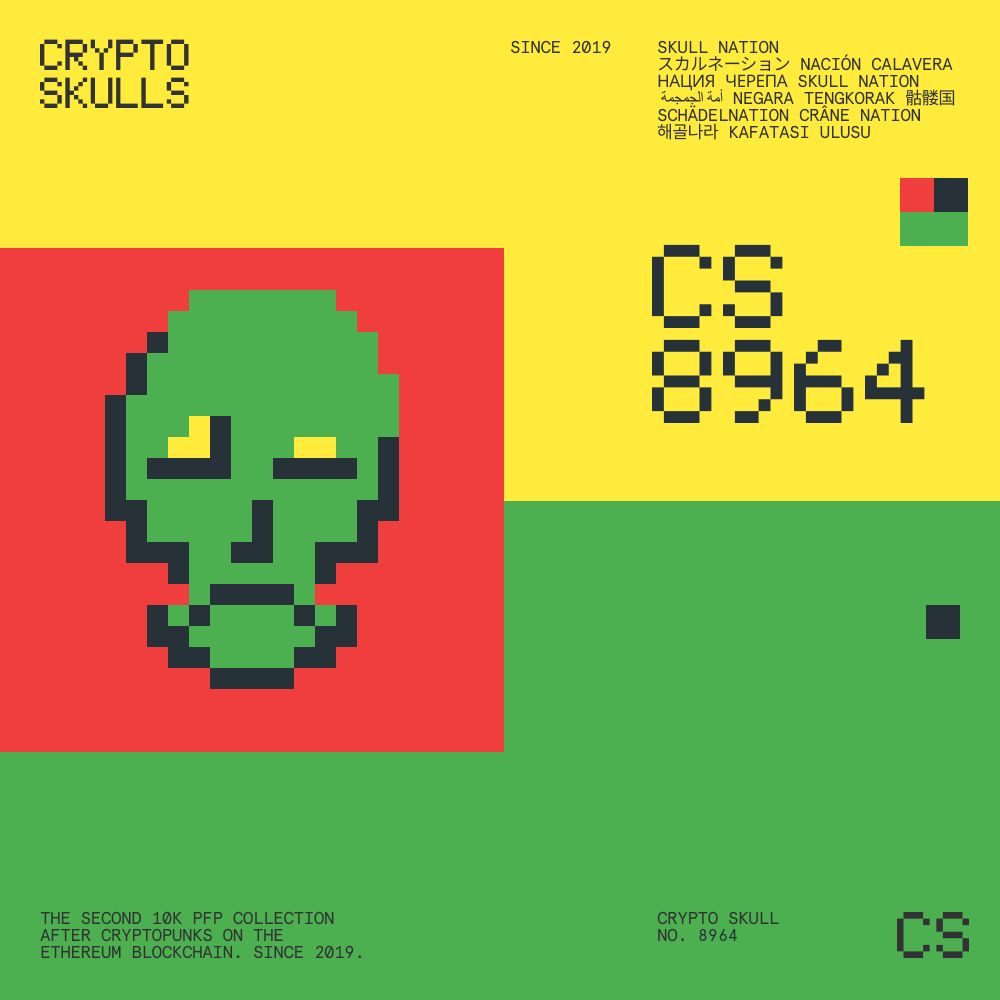 CRYPTO
SKULLS
SINCE 2019
SKULL NATION
スカルネーション NACIÓN CALAVERA
НАЦИЯ ЧЕРЕПА SKULL NATION
أمة الجمجمة NEGARA TENGKORAK 骷髅国
SCHÄDELNATION CRÂNE NATION
해골나라 KAFATASI ULUSU
CS
8964
THE SECOND 10K PFP COLLECTION
AFTER CRYPTOPUNKS ON THE
ETHEREUM BLOCKCHAIN. SINCE 2019.
CRYPTO SKULL
NO. 8964
CS